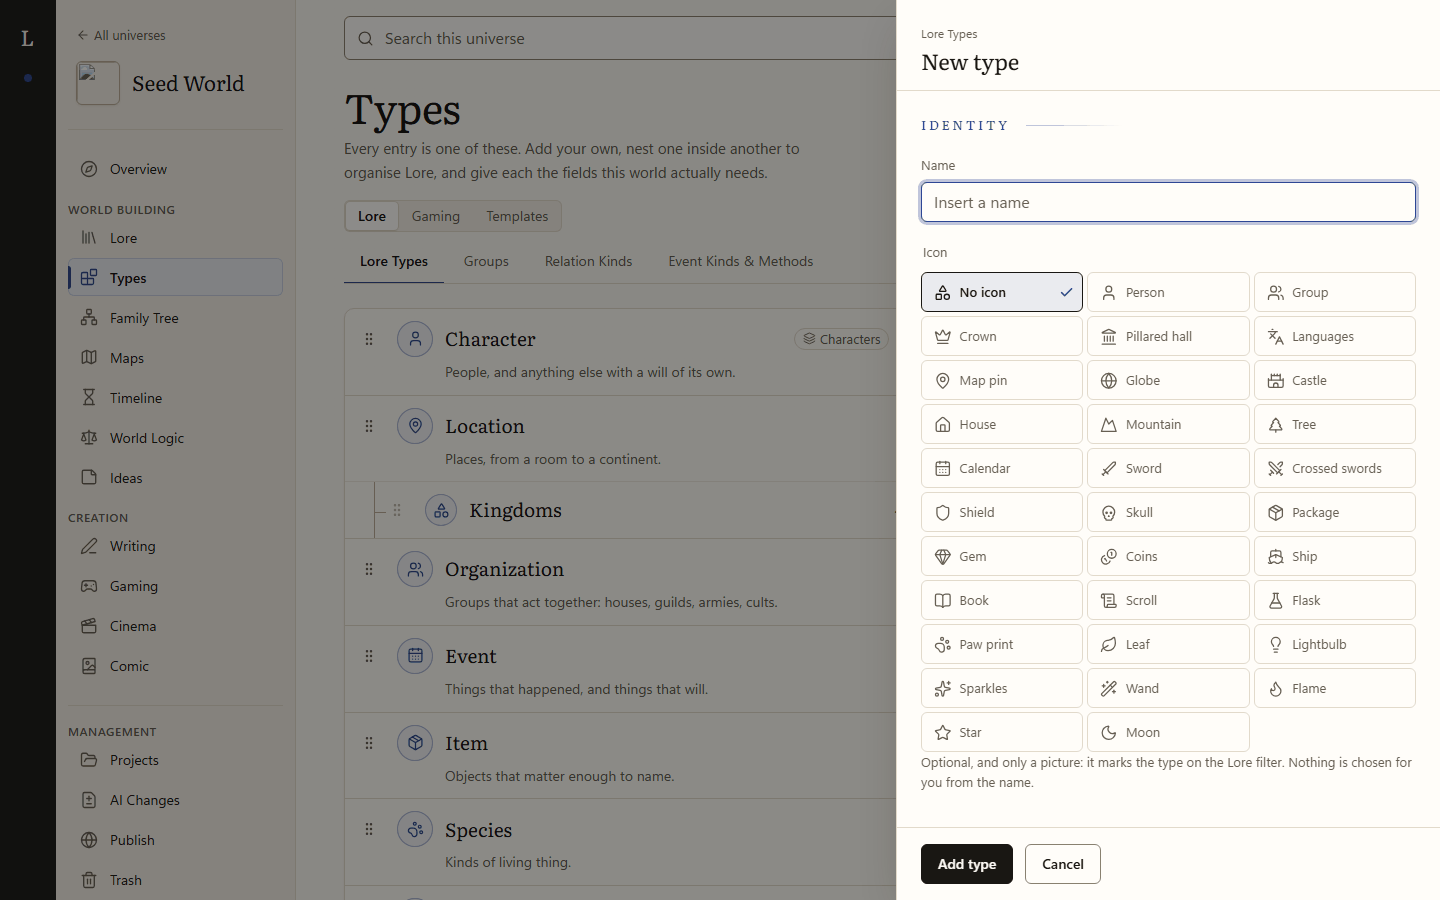 L
All universes
Seed World
Overview
WORLD BUILDING
Lore
Types
Family Tree
Maps
Timeline
World Logic
Ideas
CREATION
Writing
Gaming
Cinema
Comic
MANAGEMENT
Projects
AI Changes
Publish
Trash
Search this universe
Types
Every entry is one of these. Add your own, nest one inside another to
organise Lore, and give each the fields this world actually needs.
Lore Gaming Templates
Lore Types Groups Relation Kinds Event Kinds & Methods
Character Characters
People, and anything else with a will of its own.
Location
Places, from a room to a continent.
Kingdoms
Organization
Groups that act together: houses, guilds, armies, cults.
Event
Things that happened, and things that will.
Item
Objects that matter enough to name.
Species
Kinds of living thing.
Lore Types
New type
IDENTITY
Name
Insert a name
Icon
No icon Person Group
Crown Pillared hall Languages
Map pin Globe Castle
House Mountain Tree
Calendar Sword Crossed swords
Shield Skull Package
Gem Coins Ship
Book Scroll Flask
Paw print Leaf Lightbulb
Sparkles Wand Flame
Star Moon
Optional, and only a picture: it marks the type on the Lore filter. Nothing is chosen for
you from the name.
Add type Cancel